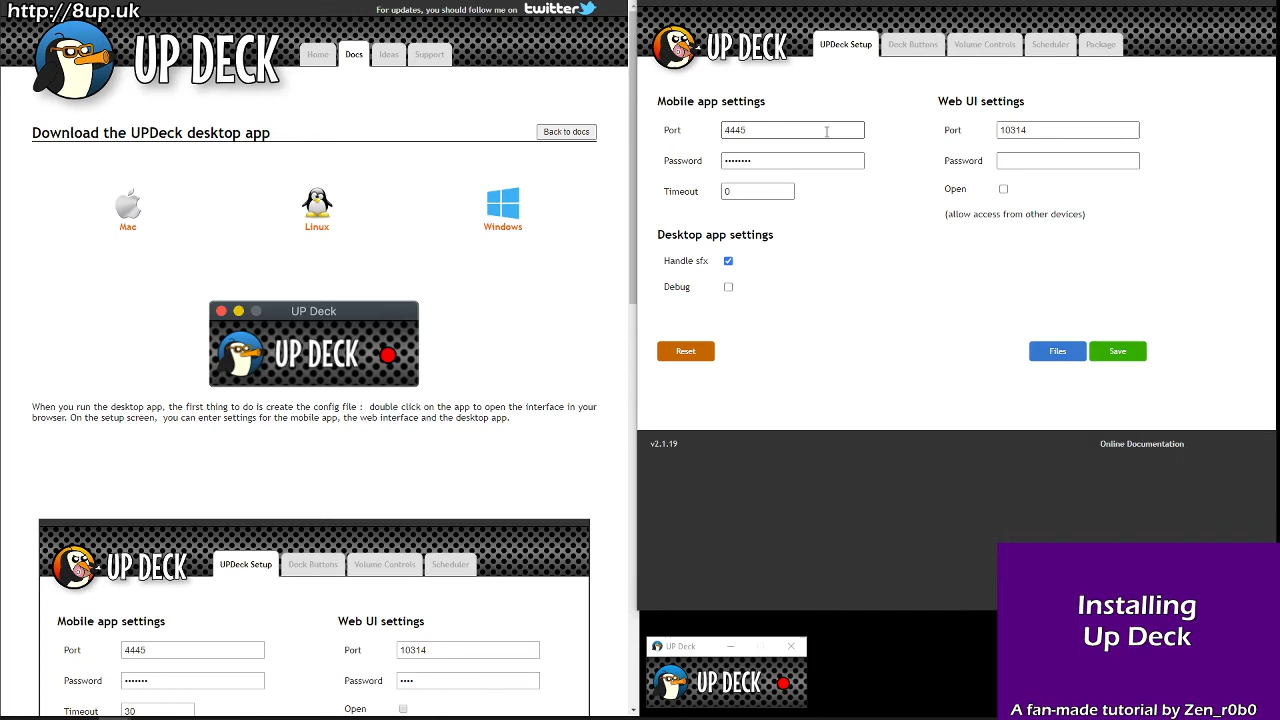 http://8up.uk
For updates, you should follow me on twitter
UP DECK
Home
Docs
Ideas
Support
Download the UPDeck desktop app
Back to docs
Mac
Linux
Windows
UP Deck
UP DECK
When you run the desktop app, the first thing to do is create the config file : double click on the app to open the interface in your
browser. On the setup screen, you can enter settings for the mobile app, the web interface and the desktop app.
UP DECK
UPDeck Setup
Deck Buttons
Volume Controls
Scheduler
Mobile app settings
Web UI settings
Port
4445
Port
10314
Password
•••••••
Password
••••
Timeout
30
Open
UP DECK
UPDeck Setup
Deck Buttons
Volume Controls
Scheduler
Package
Mobile app settings
Web UI settings
Port
4445
Port
10314
Password
••••••••
Password
Timeout
0
Open
(allow access from other devices)
Desktop app settings
Handle sfx
Debug
Reset
Files
Save
v2.1.19
Online Documentation
UP Deck
UP DECK
Installing
Up Deck
A fan-made tutorial by Zen_r0b0